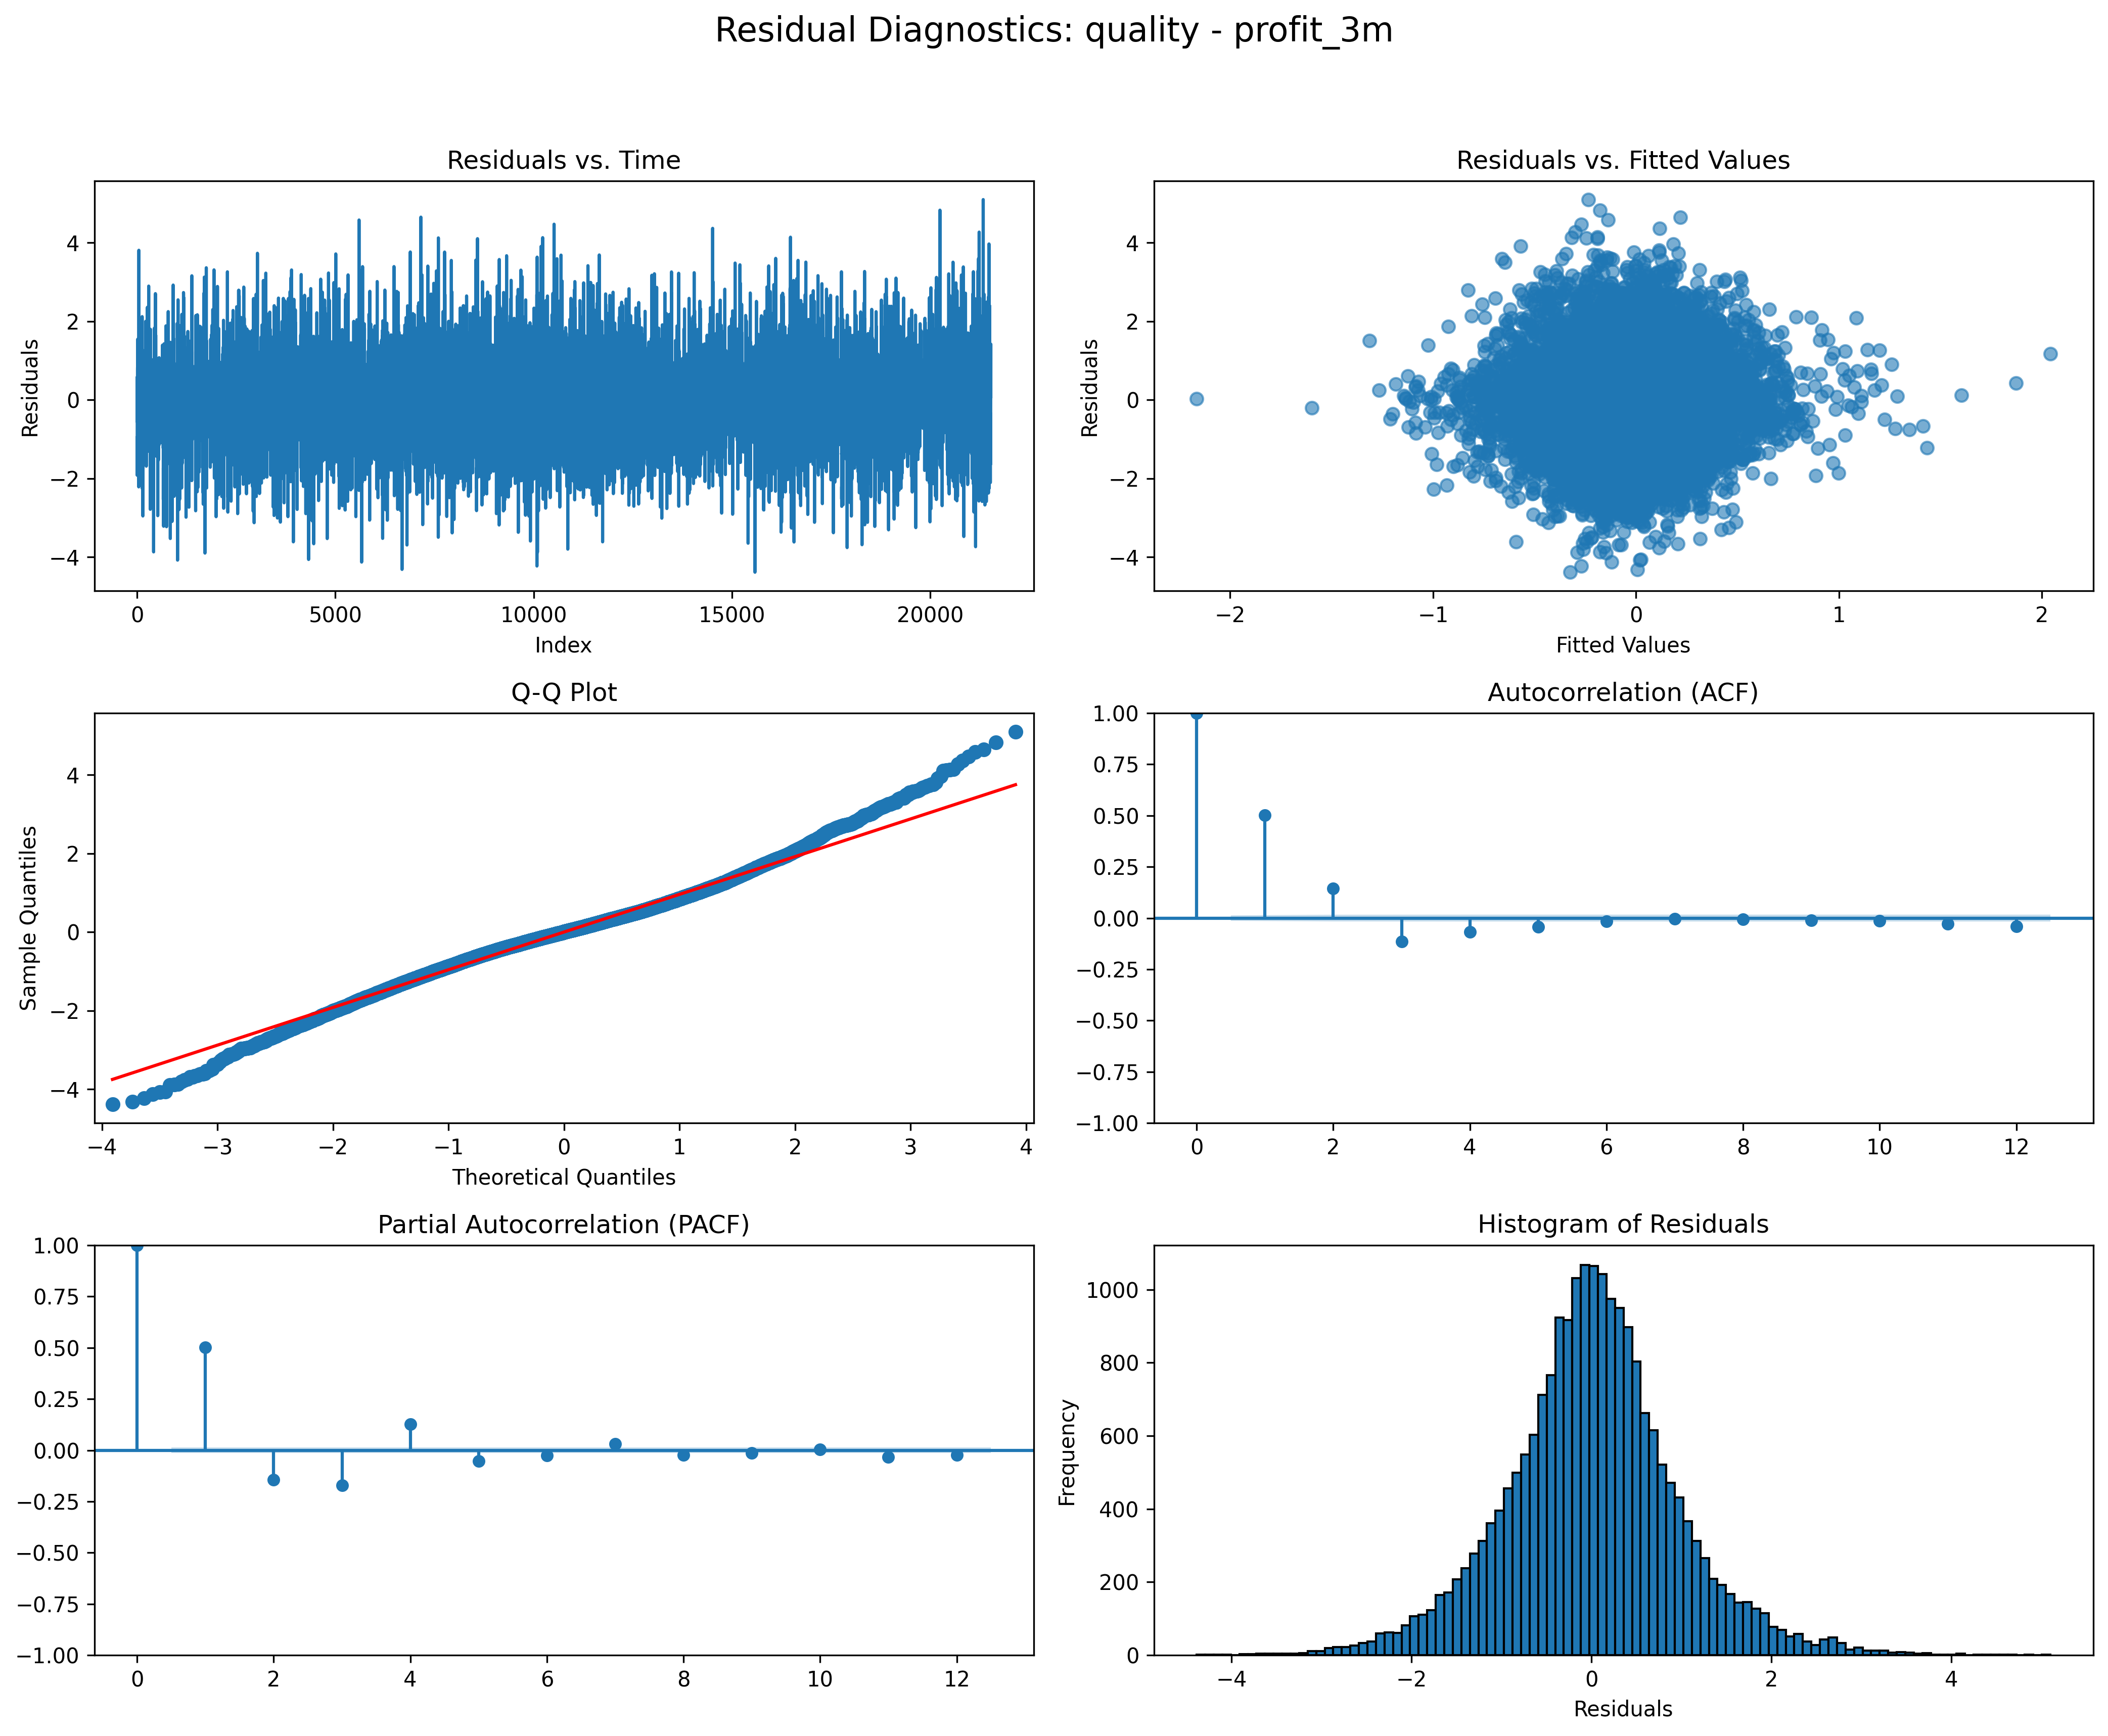 Residual Diagnostics: quality - profit_3m
Residuals vs. Time
Residuals
4
2
0
−2
−4
0 5000 10000 15000 20000
Index
Residuals vs. Fitted Values
Residuals
4
2
0
−2
−4
−2 −1 0 1 2
Fitted Values
Q-Q Plot
Sample Quantiles
4
2
0
−2
−4
−4 −3 −2 −1 0 1 2 3 4
Theoretical Quantiles
Autocorrelation (ACF)
1.00
0.75
0.50
0.25
0.00
−0.25
−0.50
−0.75
−1.00
0 2 4 6 8 10 12
Partial Autocorrelation (PACF)
1.00
0.75
0.50
0.25
0.00
−0.25
−0.50
−0.75
−1.00
0 2 4 6 8 10 12
Histogram of Residuals
Frequency
1000
800
600
400
200
0
−4 −2 0 2 4
Residuals